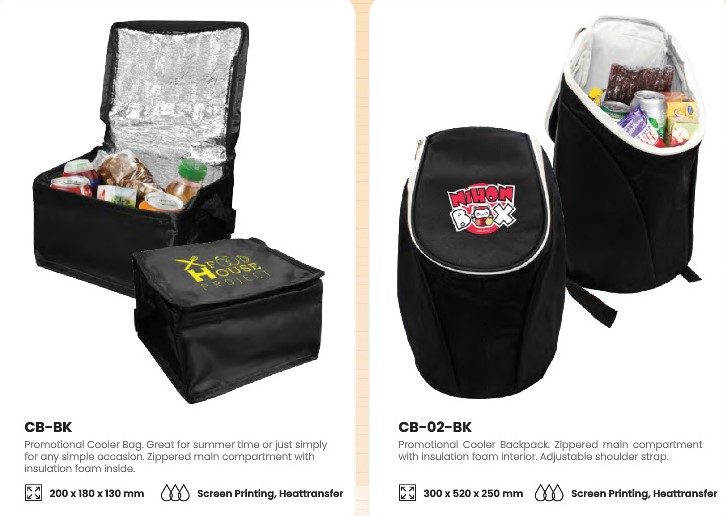 FOOD
HOUSE
PROJECT
NIHON
BOX
CB-BK
Promotional Cooler Bag. Great for summer time or just simply
for any simple occasion. Zippered main compartment with
insulation foam inside.
200 x 180 x 130 mm
Screen Printing, Heattransfer
CB-02-BK
Promotional Cooler Backpack. Zippered main compartment
with insulation foam interior. Adjustable shoulder strap.
300 x 520 x 250 mm
Screen Printing, Heattransfer